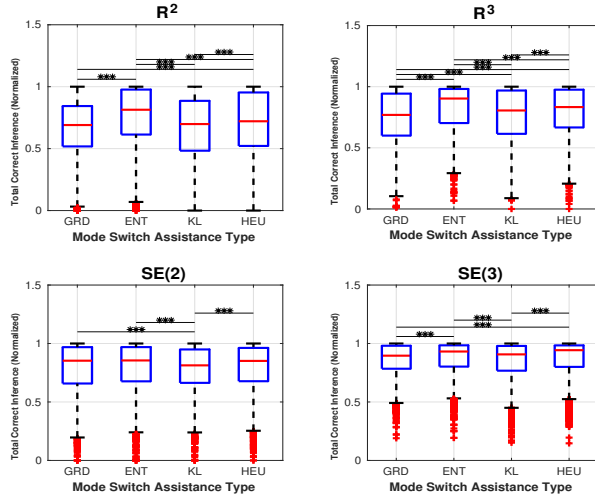 R²
Total Correct Inference (Normalized)
1.5
1
0.5
0
***
***
***
***
GRD ENT KL HEU
Mode Switch Assistance Type
R³
Total Correct Inference (Normalized)
1.5
1
0.5
0
***
***
***
***
***
GRD ENT KL HEU
Mode Switch Assistance Type
SE(2)
Total Correct Inference (Normalized)
1.5
1
0.5
0
***
***
***
GRD ENT KL HEU
Mode Switch Assistance Type
SE(3)
Total Correct Inference (Normalized)
1.5
1
0.5
0
***
***
***
***
GRD ENT KL HEU
Mode Switch Assistance Type